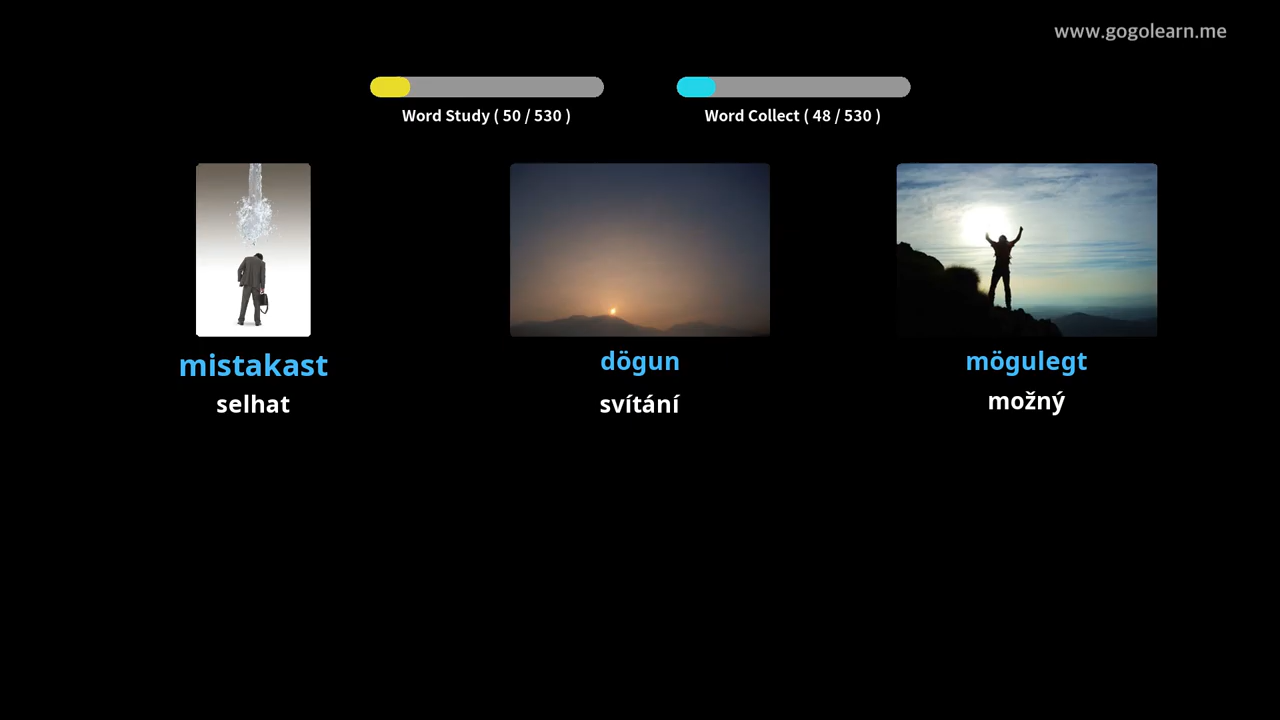 www.gogolearn.me
Word Study ( 50 / 530 )
Word Collect ( 48 / 530 )
mistakast
selhat
dögun
svítání
mögulegt
možný